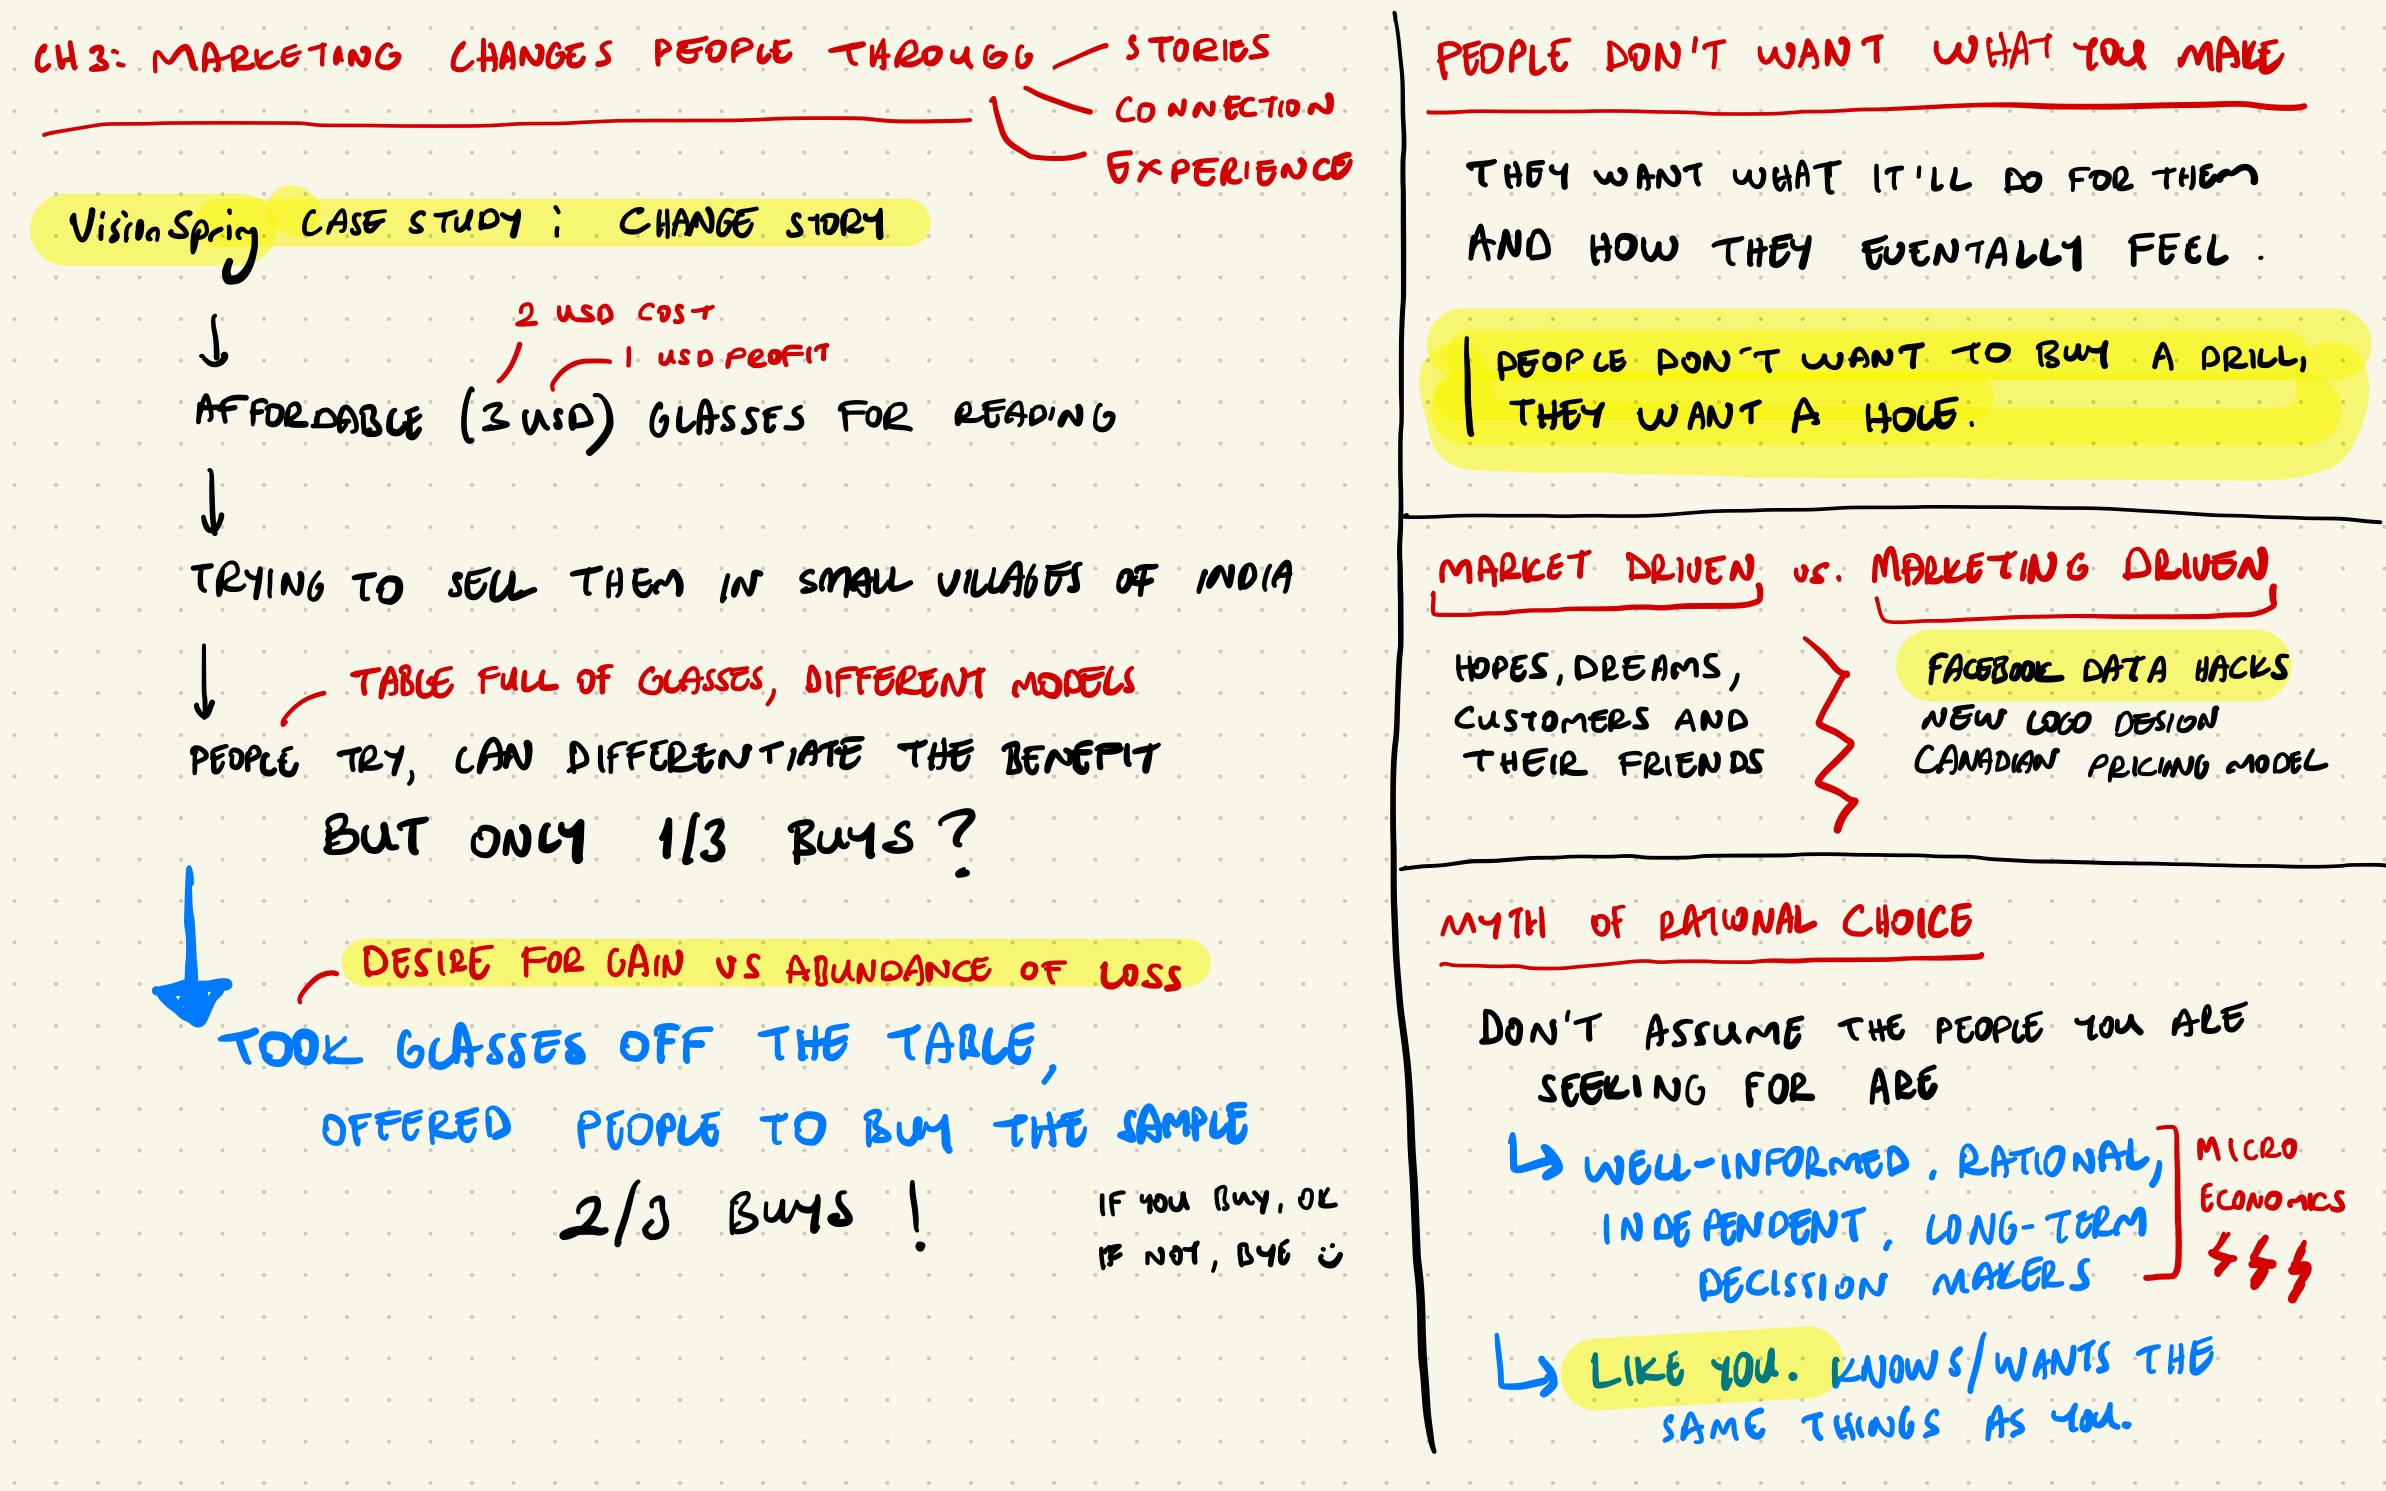 CH 3: MARKETING CHANGES PEOPLE THROUGG
STORIES
CONNECTION
EXPERIENCE
VisionSpring CASE STUDY : CHANGE STORY
2 USD COST
1 USD PROFIT
AFFORDABLE (3 USD) GLASSES FOR READING
TRYING TO SELL THEM IN SMALL VILLAGES OF INDIA
TABLE FULL OF GLASSES, DIFFERENT MODELS
PEOPLE TRY, CAN DIFFERENTIATE THE BENEFIT
BUT ONLY 1/3 BUYS ?
DESIRE FOR GAIN VS ABUNDANCE OF LOSS
TOOK GLASSES OFF THE TABLE,
OFFERED PEOPLE TO BUY THE SAMPLE
2/3 BUYS !
IF YOU BUY, OK
IF NOT, BYE :)
PEOPLE DON'T WANT WHAT YOU MAKE
THEY WANT WHAT IT'LL DO FOR THEM
AND HOW THEY EVENTALLY FEEL.
PEOPLE DON'T WANT TO BUY A DRILL,
THEY WANT A HOLE.
MARKET DRIVEN vs. MARKETING DRIVEN
HOPES, DREAMS,
CUSTOMERS AND
THEIR FRIENDS
FACEBOOK DATA HACKS
NEW LOGO DESIGN
CANADIAN PRICING MODEL
MYTH OF RATIONAL CHOICE
DON'T ASSUME THE PEOPLE YOU ARE
SEEKING FOR ARE
WELL-INFORMED, RATIONAL,
INDEPENDENT, LONG-TERM
DECISSION MAKERS
MICRO
ECONOMICS
LIKE YOU. KNOWS/WANTS THE
SAME THINGS AS YOU.